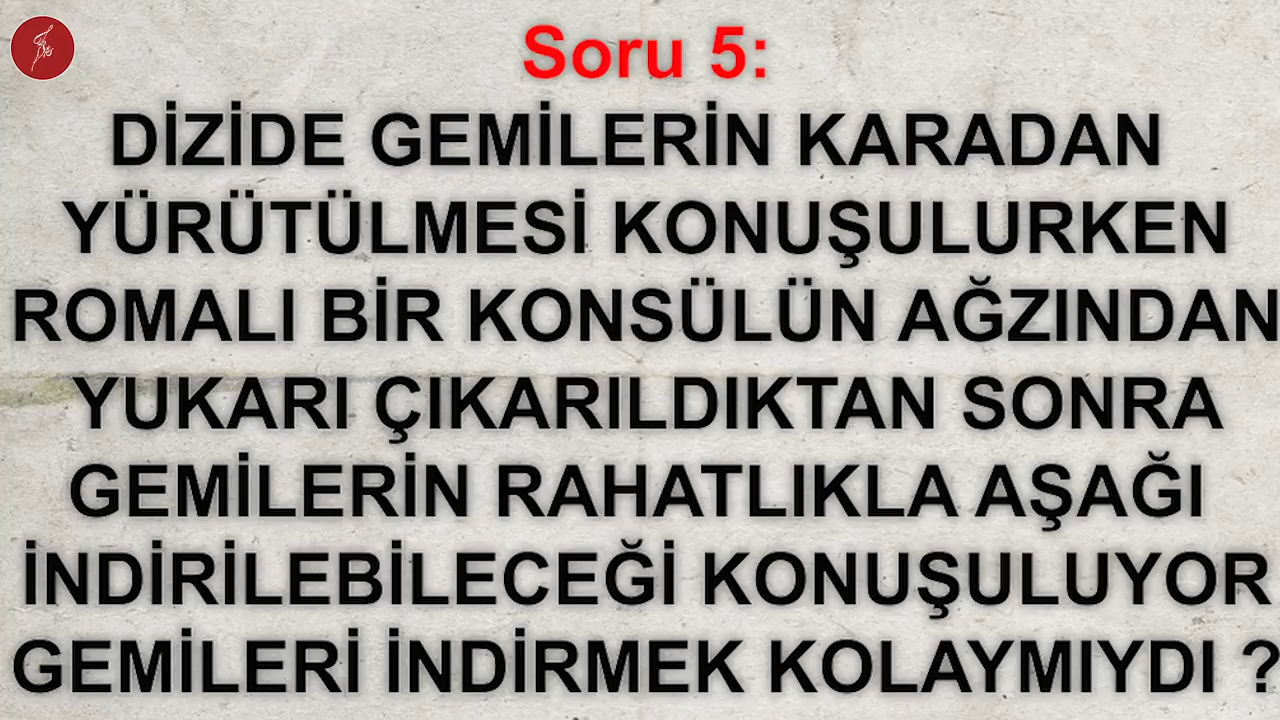 Soru 5:
DİZİDE GEMİLERİN KARADAN
YÜRÜTÜLMESİ KONUŞULURKEN
ROMALI BİR KONSÜLÜN AĞZINDAN
YUKARI ÇIKARILDIKTAN SONRA
GEMİLERİN RAHATLIKLA AŞAĞI
İNDİRİLEBİLECEĞİ KONUŞULUYOR
GEMİLERİ İNDİRMEK KOLAYMIYDI ?